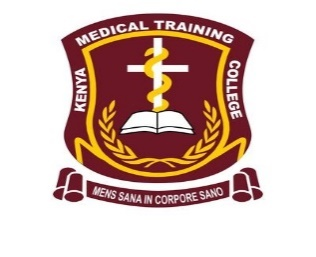 KENYA
MEDICAL TRAINING
COLLEGE
MENS SANA IN CORPORE SANO